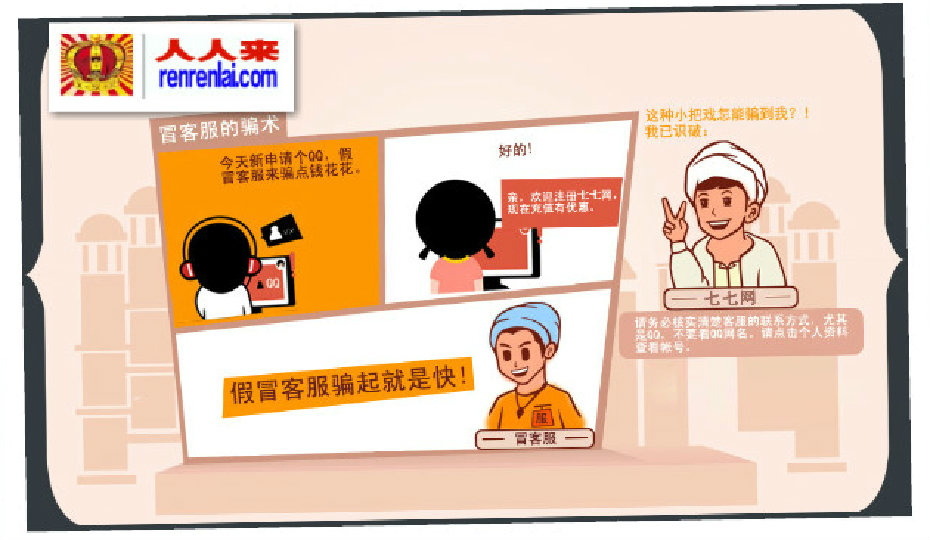 人人来
renrenlai.com
冒客服的骗术
今天新申请个QQ，假
冒客服来骗点钱花花。
QQ
好的！
亲，欢迎注册七七网，
现在充值有优惠。
假冒客服骗起就是快！
服
冒客服
这种小把戏怎能骗到我？！
我已识破：
七七网
请务必核实清楚客服的联系方式，尤其
是QQ，不要看QQ网名，请点击个人资料
查看帐号。